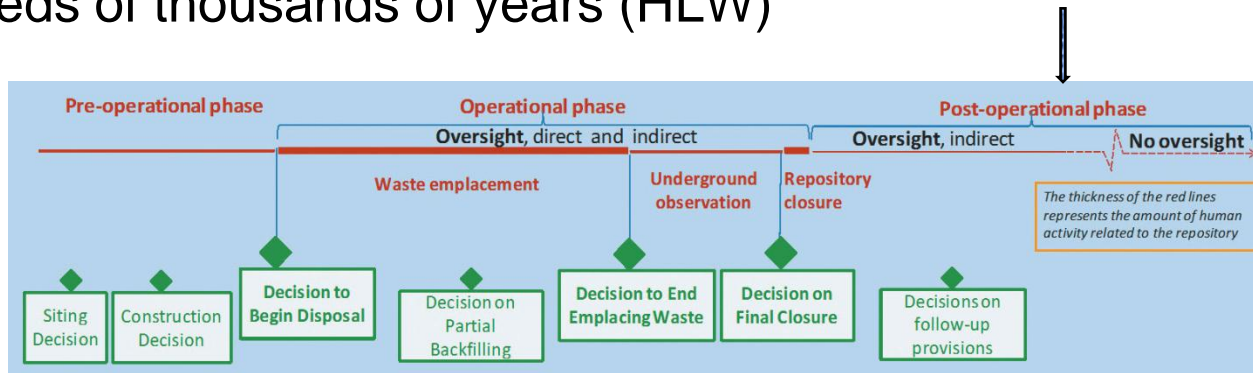 eds of thousands of years (HLW)
Pre-operational phase
Operational phase
Post-operational phase
Oversight, direct and indirect
Oversight, indirect
No oversight
Waste emplacement
Underground
observation
Repository
closure
The thickness of the red lines
represents the amount of human
activity related to the repository
Siting
Decision
Construction
Decision
Decision to
Begin Disposal
Decision on
Partial
Backfilling
Decision to End
Emplacing Waste
Decision on
Final Closure
Decisions on
follow-up
provisions